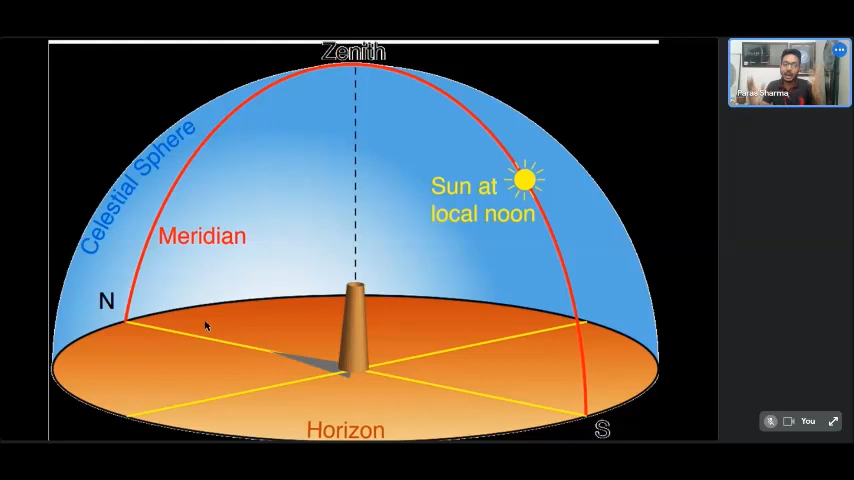 Zenith
Celestial Sphere
Sun at
local noon
Meridian
N
Horizon
S
Paras Sharma
You